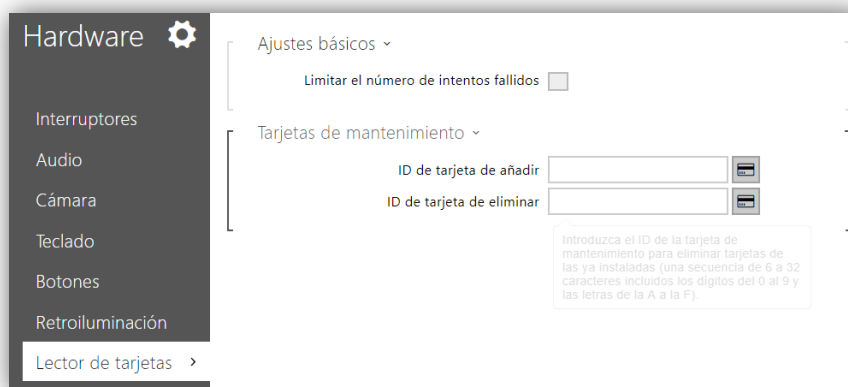 Hardware
Interruptores
Audio
Cámara
Teclado
Botones
Retroiluminación
Lector de tarjetas
Ajustes básicos
Limitar el número de intentos fallidos
Tarjetas de mantenimiento
ID de tarjeta de añadir
ID de tarjeta de eliminar
Introduzca el ID de la tarjeta de
mantenimiento para eliminar tarjetas de
las ya instaladas (una secuencia de 6 a 32
caracteres incluidos los dígitos del 0 al 9 y
las letras de la A a la F).